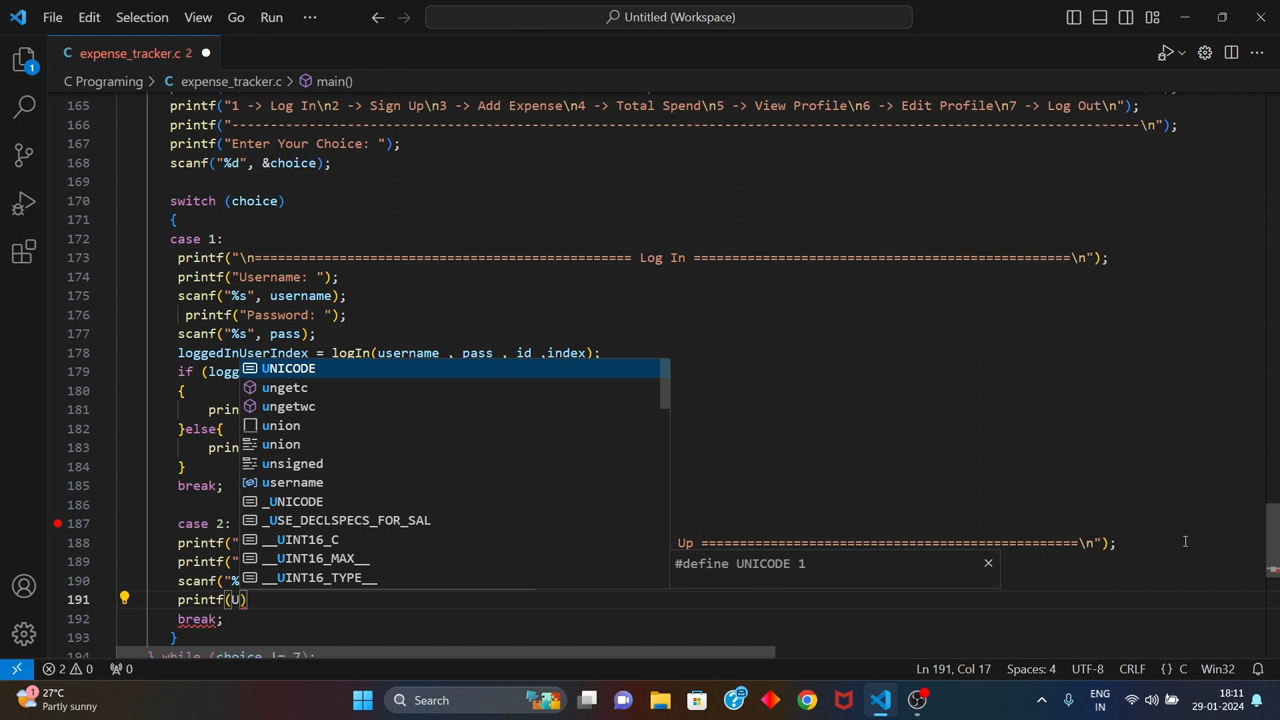 File Edit Selection View Go Run ··· Untitled (Workspace)
C expense_tracker.c 2
C Programing > C expense_tracker.c > main()
165 printf("1 -> Log In\n2 -> Sign Up\n3 -> Add Expense\n4 -> Total Spend\n5 -> View Profile\n6 -> Edit Profile\n7 -> Log Out\n");
166 printf("----------------------------------------------------------------------------------------------------------------------\n");
167 printf("Enter Your Choice: ");
168 scanf("%d", &choice);
169
170 switch (choice)
171 {
172 case 1:
173 printf("\n================================================= Log In =================================================\n");
174 printf("Username: ");
175 scanf("%s", username);
176 printf("Password: ");
177 scanf("%s", pass);
178 loggedInUserIndex = logIn(username , pass , id ,index);
179 if (logg
180 {
181 prin
182 }else{
183 prin
184 }
185 break;
186
187 case 2:
188 printf(" Up =================================================\n");
189 printf("
190 scanf("%
191 printf(U)
192 break;
193 }
194 } while (choice != 7);
UNICODE
ungetc
ungetwc
union
union
unsigned
username
_UNICODE
_USE_DECLSPECS_FOR_SAL
__UINT16_C
__UINT16_MAX__
__UINT16_TYPE__
#define UNICODE 1
1
2 0 0 Ln 191, Col 17 Spaces: 4 UTF-8 CRLF {} C Win32
1 27°C
Partly sunny
Search
ENG
IN
18:11
29-01-2024